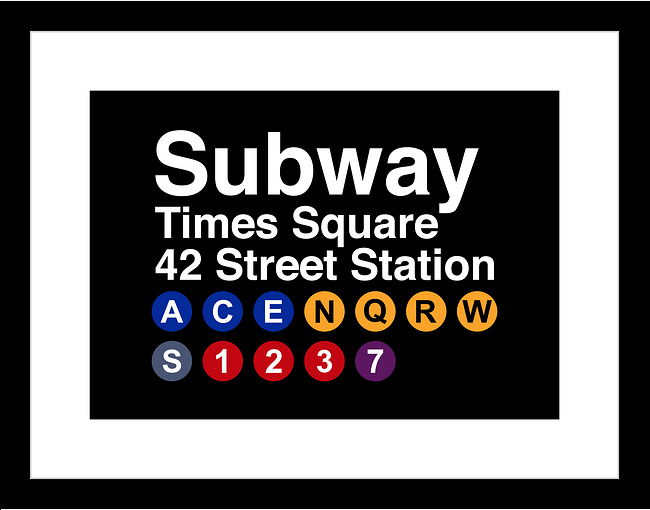 Subway
Times Square
42 Street Station
A C E N Q R W
S 1 2 3 7